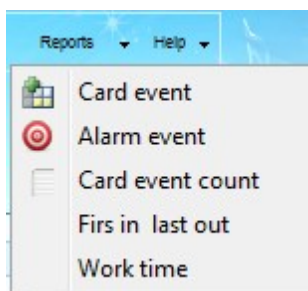 Reports Help
Card event
Alarm event
Card event count
Firs in last out
Work time